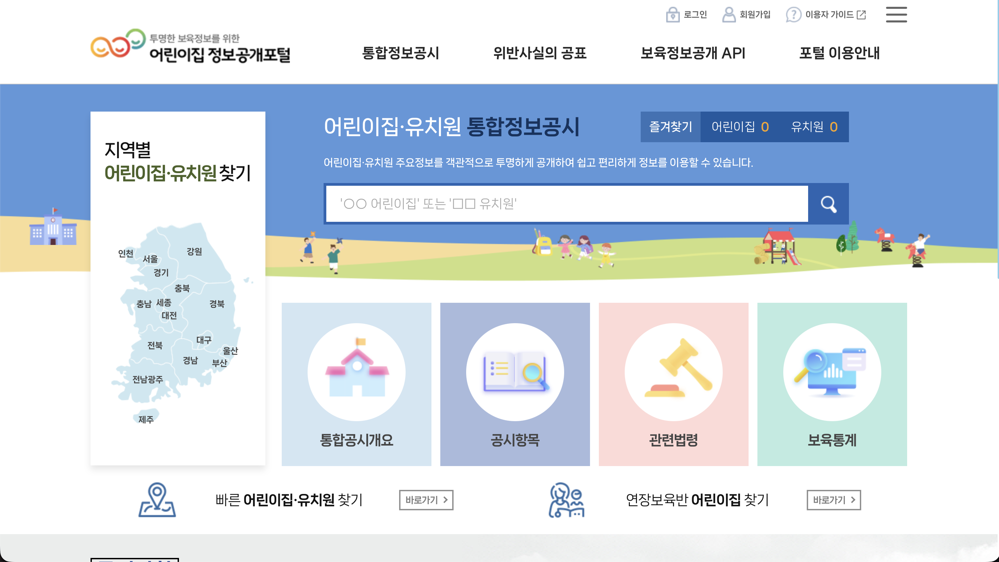 로그인 회원가입 이용자 가이드
투명한 보육정보를 위한
어린이집 정보공개포털
통합정보공시 위반사실의 공표 보육정보공개 API 포털 이용안내
지역별
어린이집·유치원 찾기
인천
서울
강원
경기
충북
충남
세종
경북
대전
대구
전북
울산
경남
부산
전남광주
제주
어린이집·유치원 통합정보공시
즐겨찾기 어린이집 0 유치원 0
어린이집·유치원 주요정보를 객관적으로 투명하게 공개하여 쉽고 편리하게 정보를 이용할 수 있습니다.
'○○ 어린이집' 또는 '□□ 유치원'
통합공시개요
공시항목
관련법령
보육통계
빠른 어린이집·유치원 찾기 바로가기
연장보육반 어린이집 찾기 바로가기